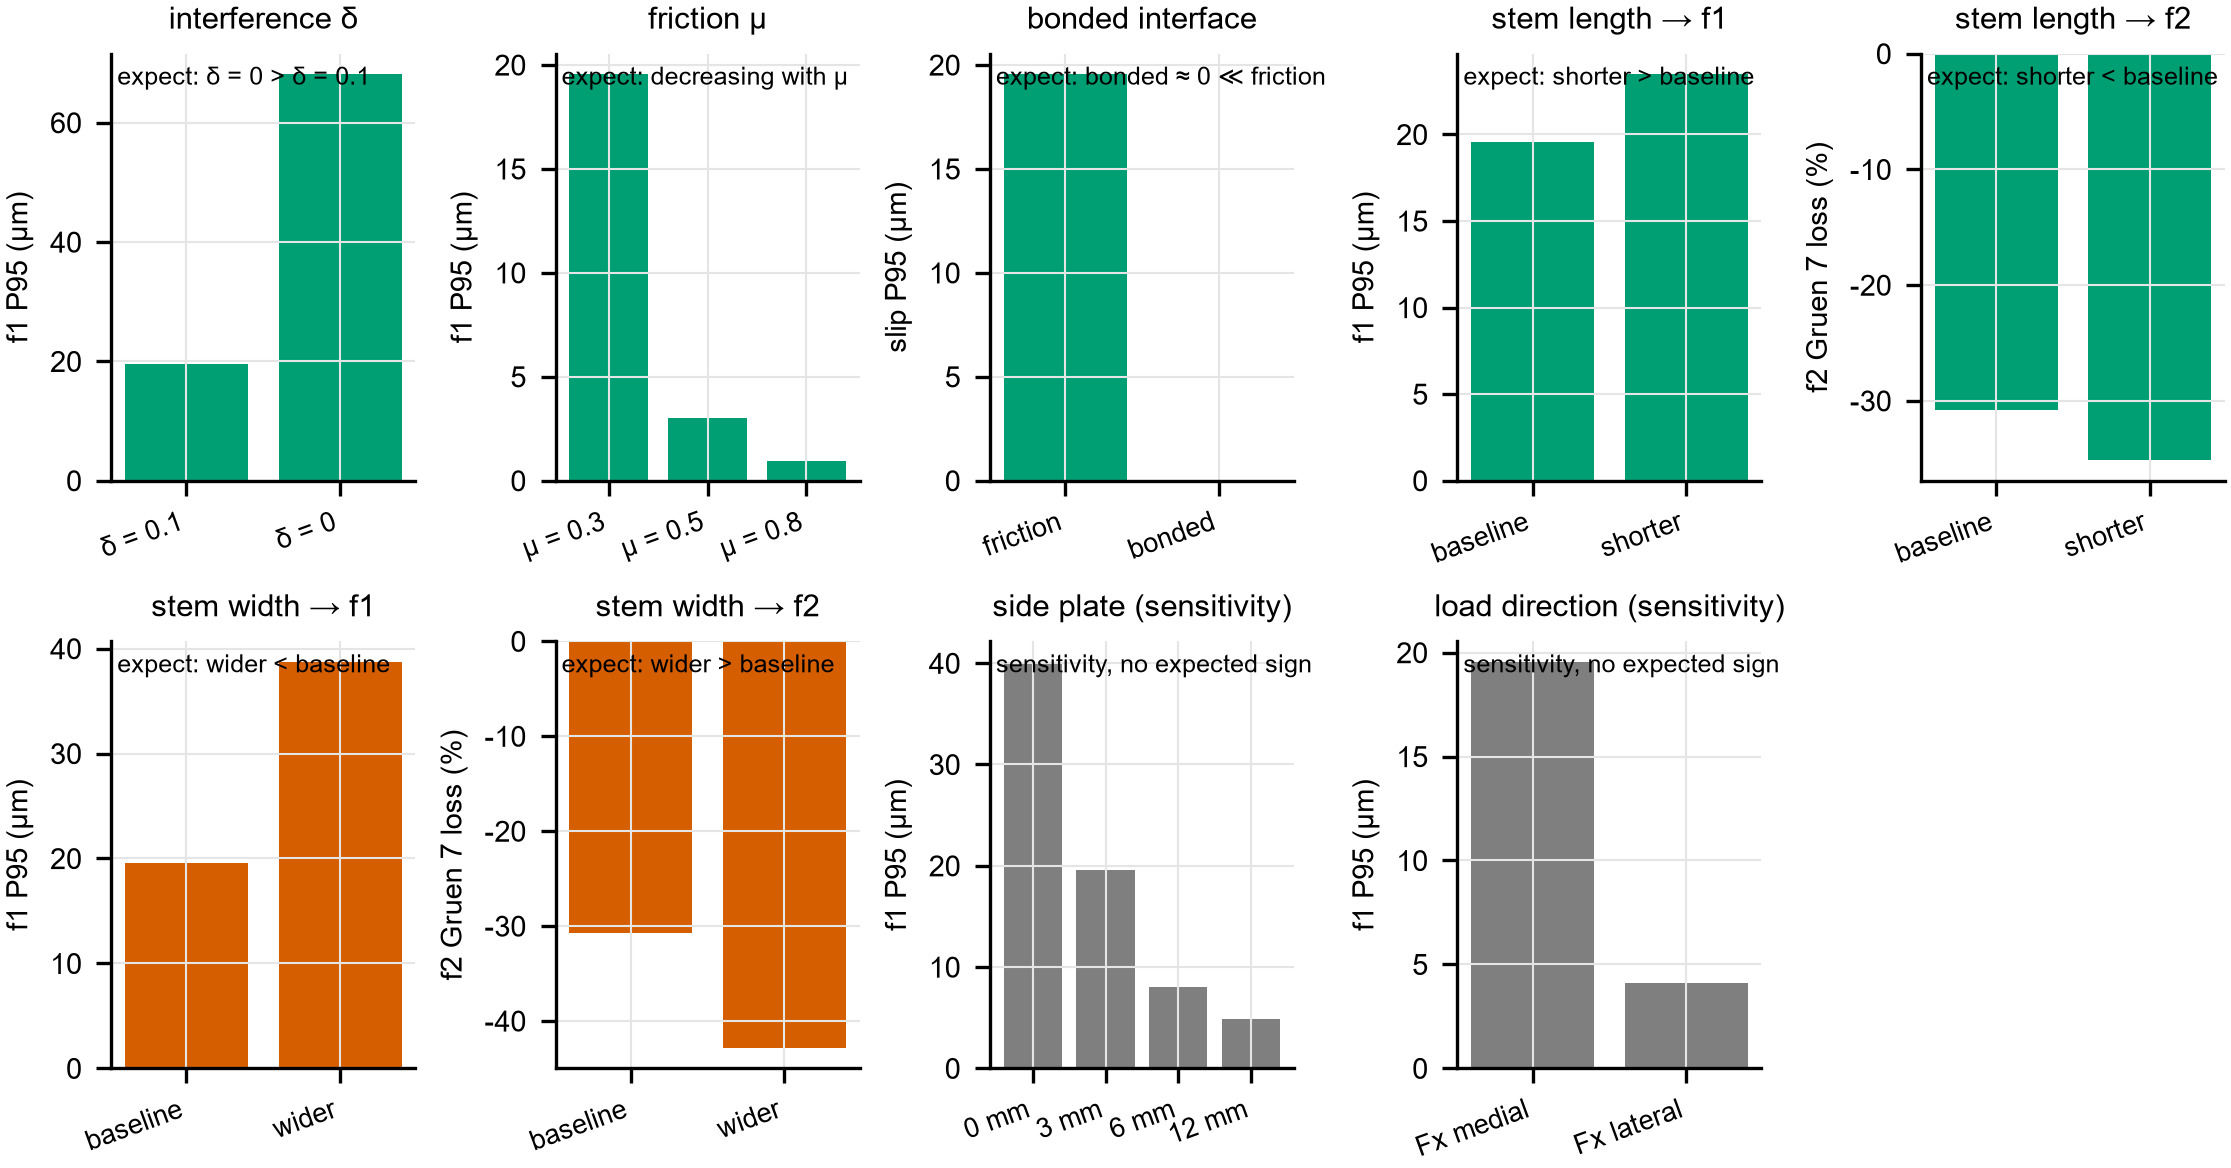 interference δ
expect: δ = 0 > δ = 0.1
f1 P95 (μm)
60
40
20
0
δ = 0.1
δ = 0
friction μ
expect: decreasing with μ
f1 P95 (μm)
20
15
10
5
0
μ = 0.3
μ = 0.5
μ = 0.8
bonded interface
expect: bonded ≈ 0 ≪ friction
slip P95 (μm)
20
15
10
5
0
friction
bonded
stem length → f1
expect: shorter > baseline
f1 P95 (μm)
20
15
10
5
0
baseline
shorter
stem length → f2
expect: shorter < baseline
f2 Gruen 7 loss (%)
0
-10
-20
-30
baseline
shorter
stem width → f1
expect: wider < baseline
f1 P95 (μm)
40
30
20
10
0
baseline
wider
stem width → f2
expect: wider > baseline
f2 Gruen 7 loss (%)
0
-10
-20
-30
-40
baseline
wider
side plate (sensitivity)
sensitivity, no expected sign
f1 P95 (μm)
40
30
20
10
0
0 mm
3 mm
6 mm
12 mm
load direction (sensitivity)
sensitivity, no expected sign
f1 P95 (μm)
20
15
10
5
0
Fx medial
Fx lateral